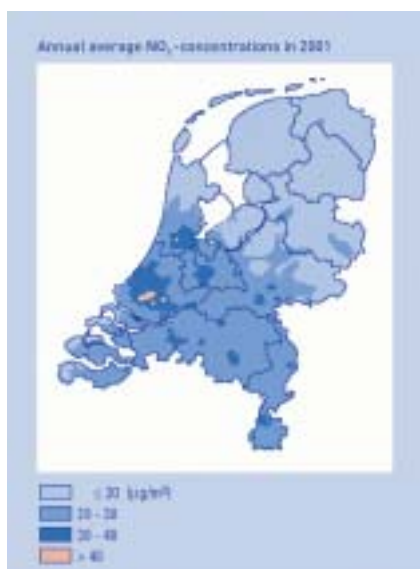 Annual average NO₂-concentrations in 2001
≤ 20 (µg/m³)
20 - 30
30 - 40
> 40